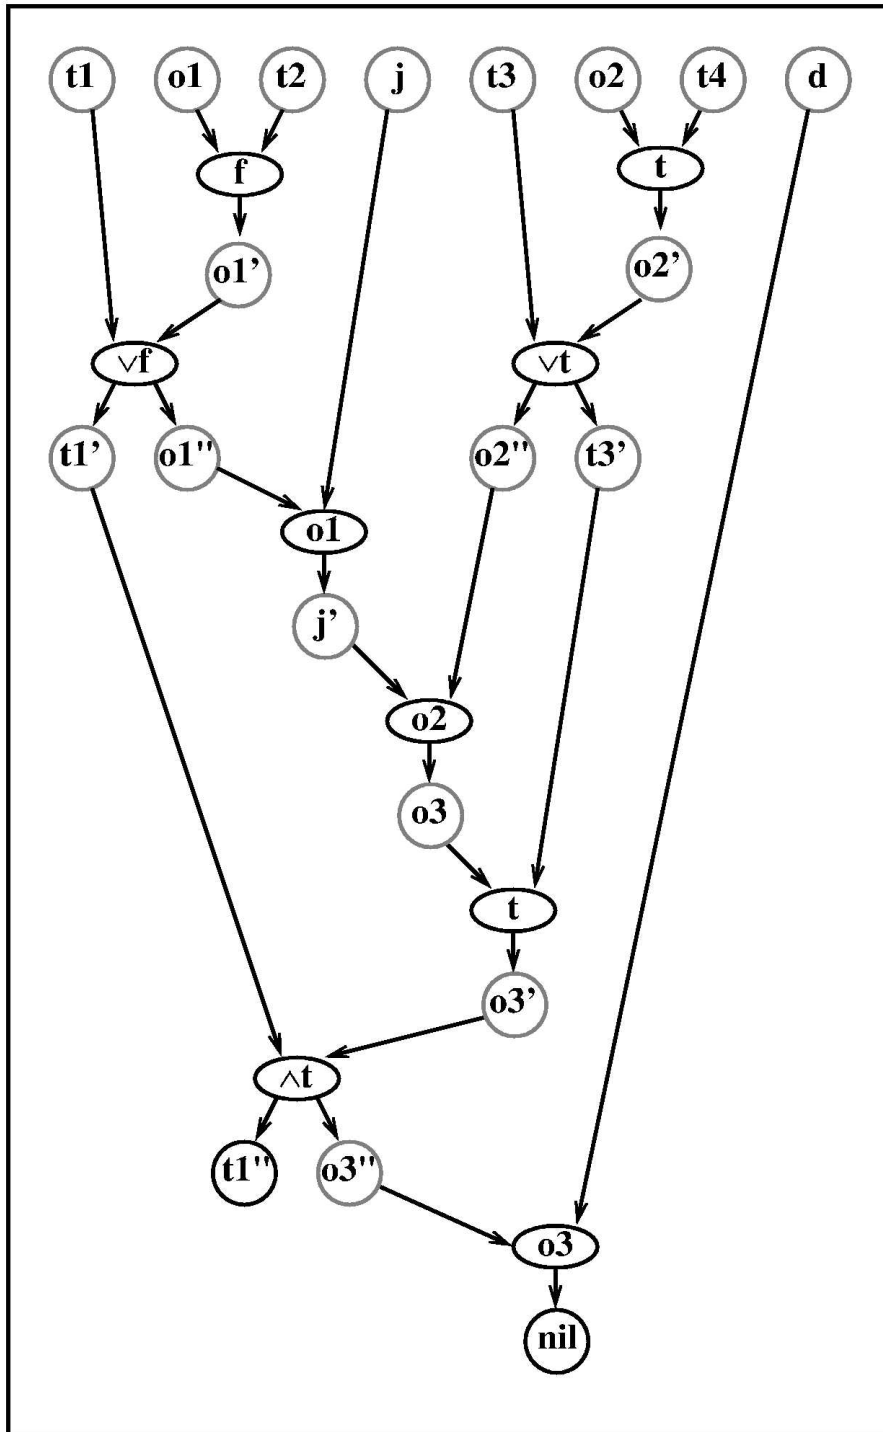 t1 o1 t2 j t3 o2 t4 d
f t
o1’ o2’
∨f ∨t
t1’ o1" o2" t3’
o1
j’
o2
o3
t
o3’
∧t
t1" o3"
o3
nil